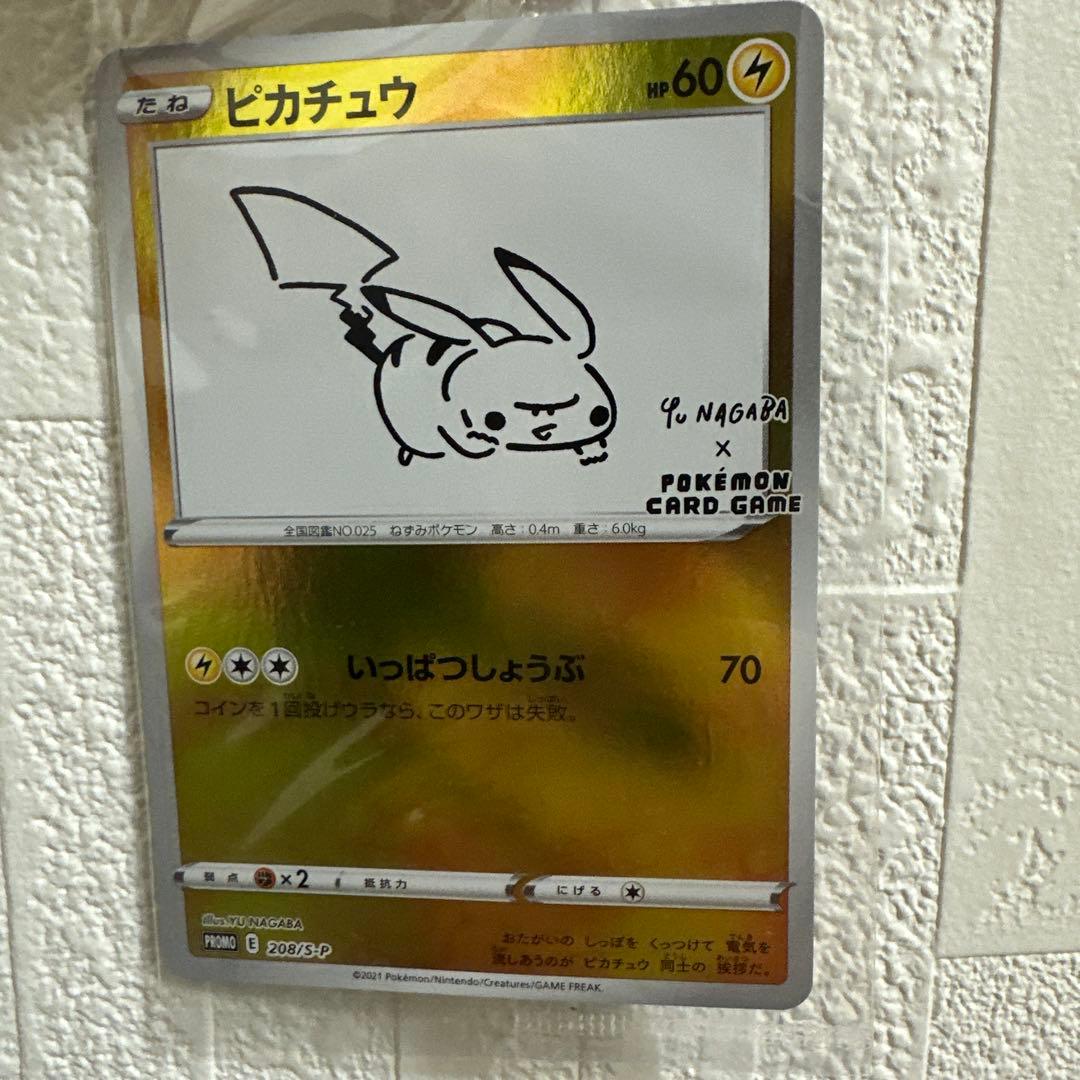 たね ピカチュウ HP60
Yu NAGABA
×
POKÉMON
CARD GAME
全国図鑑NO.025 ねずみポケモン 高さ:0.4m 重さ:6.0kg
いっぱつしょうぶ 70
コインを1回投げウラなら、このワザは失敗。
弱点 ×2 抵抗力 にげる
illus.YU NAGABA
PROMO E 208/S-P
おたがいの しっぽを くっつけて 電気を
流しあうのが ピカチュウ 同士の 挨拶だ。
©2021 Pokémon/Nintendo/Creatures/GAME FREAK.